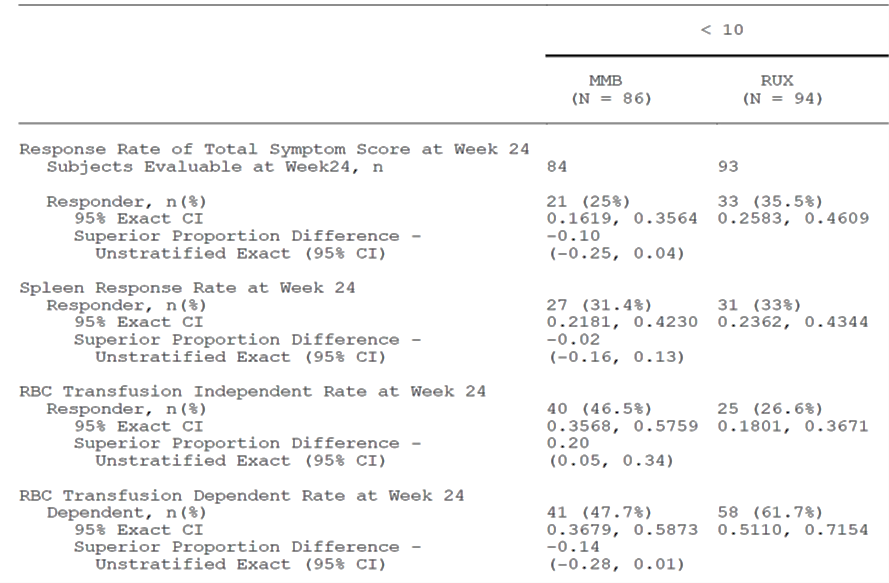 < 10
MMB RUX
(N = 86) (N = 94)
Response Rate of Total Symptom Score at Week 24
Subjects Evaluable at Week24, n 84 93
Responder, n(%) 21 (25%) 33 (35.5%)
95% Exact CI 0.1619, 0.3564 0.2583, 0.4609
Superior Proportion Difference – -0.10
Unstratified Exact (95% CI) (-0.25, 0.04)
Spleen Response Rate at Week 24
Responder, n(%) 27 (31.4%) 31 (33%)
95% Exact CI 0.2181, 0.4230 0.2362, 0.4344
Superior Proportion Difference – -0.02
Unstratified Exact (95% CI) (-0.16, 0.13)
RBC Transfusion Independent Rate at Week 24
Responder, n(%) 40 (46.5%) 25 (26.6%)
95% Exact CI 0.3568, 0.5759 0.1801, 0.3671
Superior Proportion Difference – 0.20
Unstratified Exact (95% CI) (0.05, 0.34)
RBC Transfusion Dependent Rate at Week 24
Dependent, n(%) 41 (47.7%) 58 (61.7%)
95% Exact CI 0.3679, 0.5873 0.5110, 0.7154
Superior Proportion Difference – -0.14
Unstratified Exact (95% CI) (-0.28, 0.01)